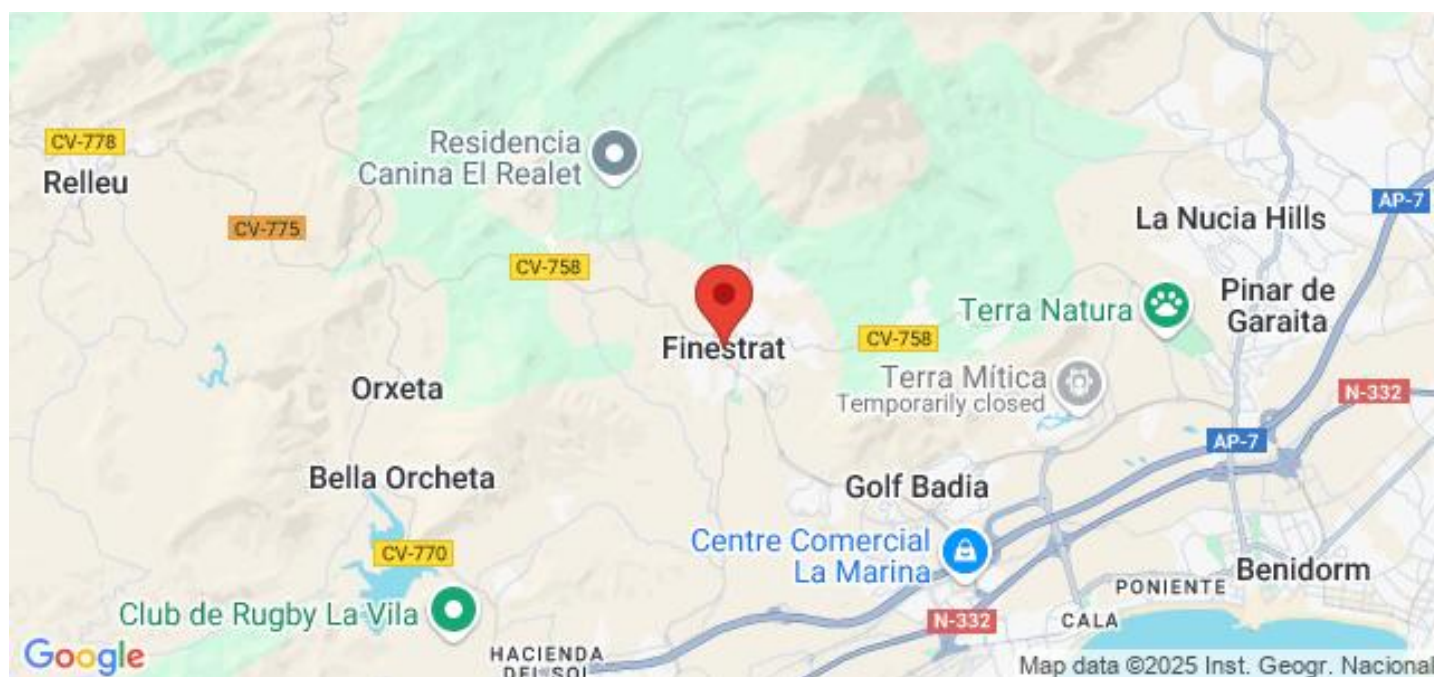 CV-778
Relleu
Residencia
Canina El Realet
CV-775
CV-758
AP-7
La Nucia Hills
Terra Natura
Pinar de
Garaita
Finestrat
CV-758
Terra Mítica
Temporarily closed
Orxeta
N-332
AP-7
Bella Orcheta
Golf Badia
CV-770
Centre Comercial
La Marina
Benidorm
PONIENTE
Club de Rugby La Vila
N-332
CALA
HACIENDA
DEL SOL
Google
Map data ©2025 Inst. Geogr. Nacional